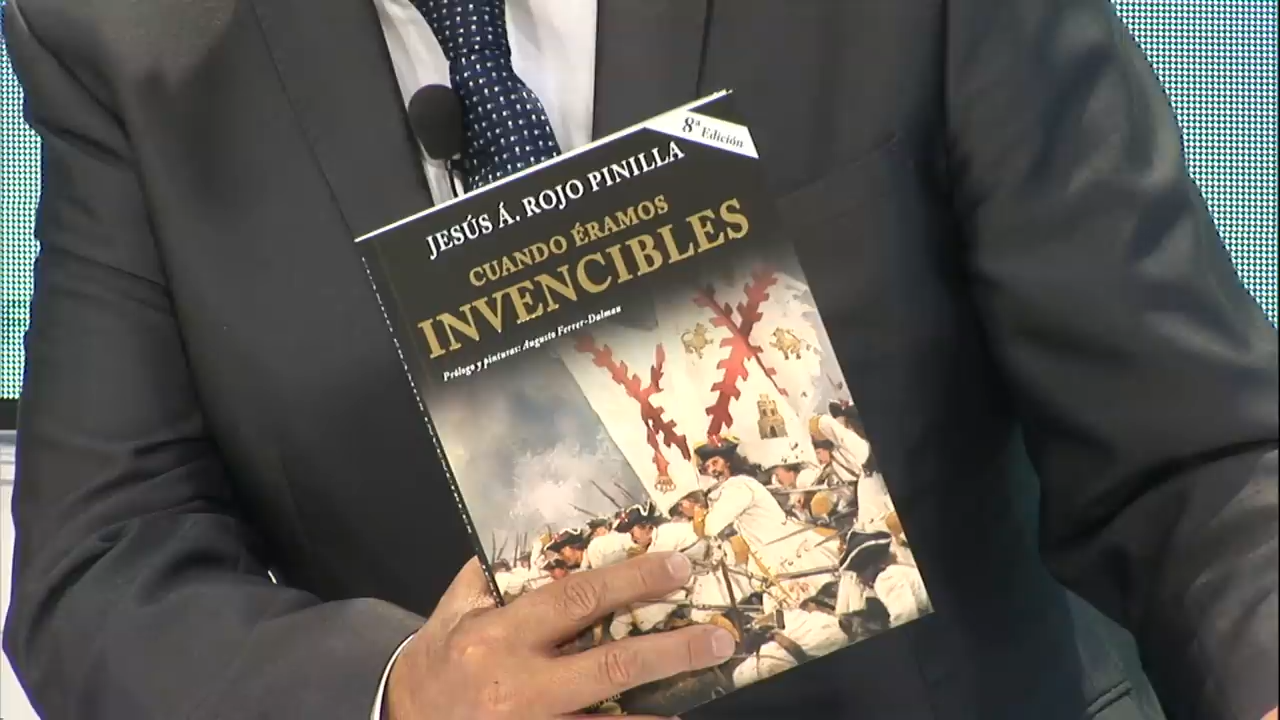 8ª Edición
JESÚS Á. ROJO PINILLA
CUANDO ÉRAMOS
INVENCIBLES
Prólogo y pinturas: Augusto Ferrer-Dalmau